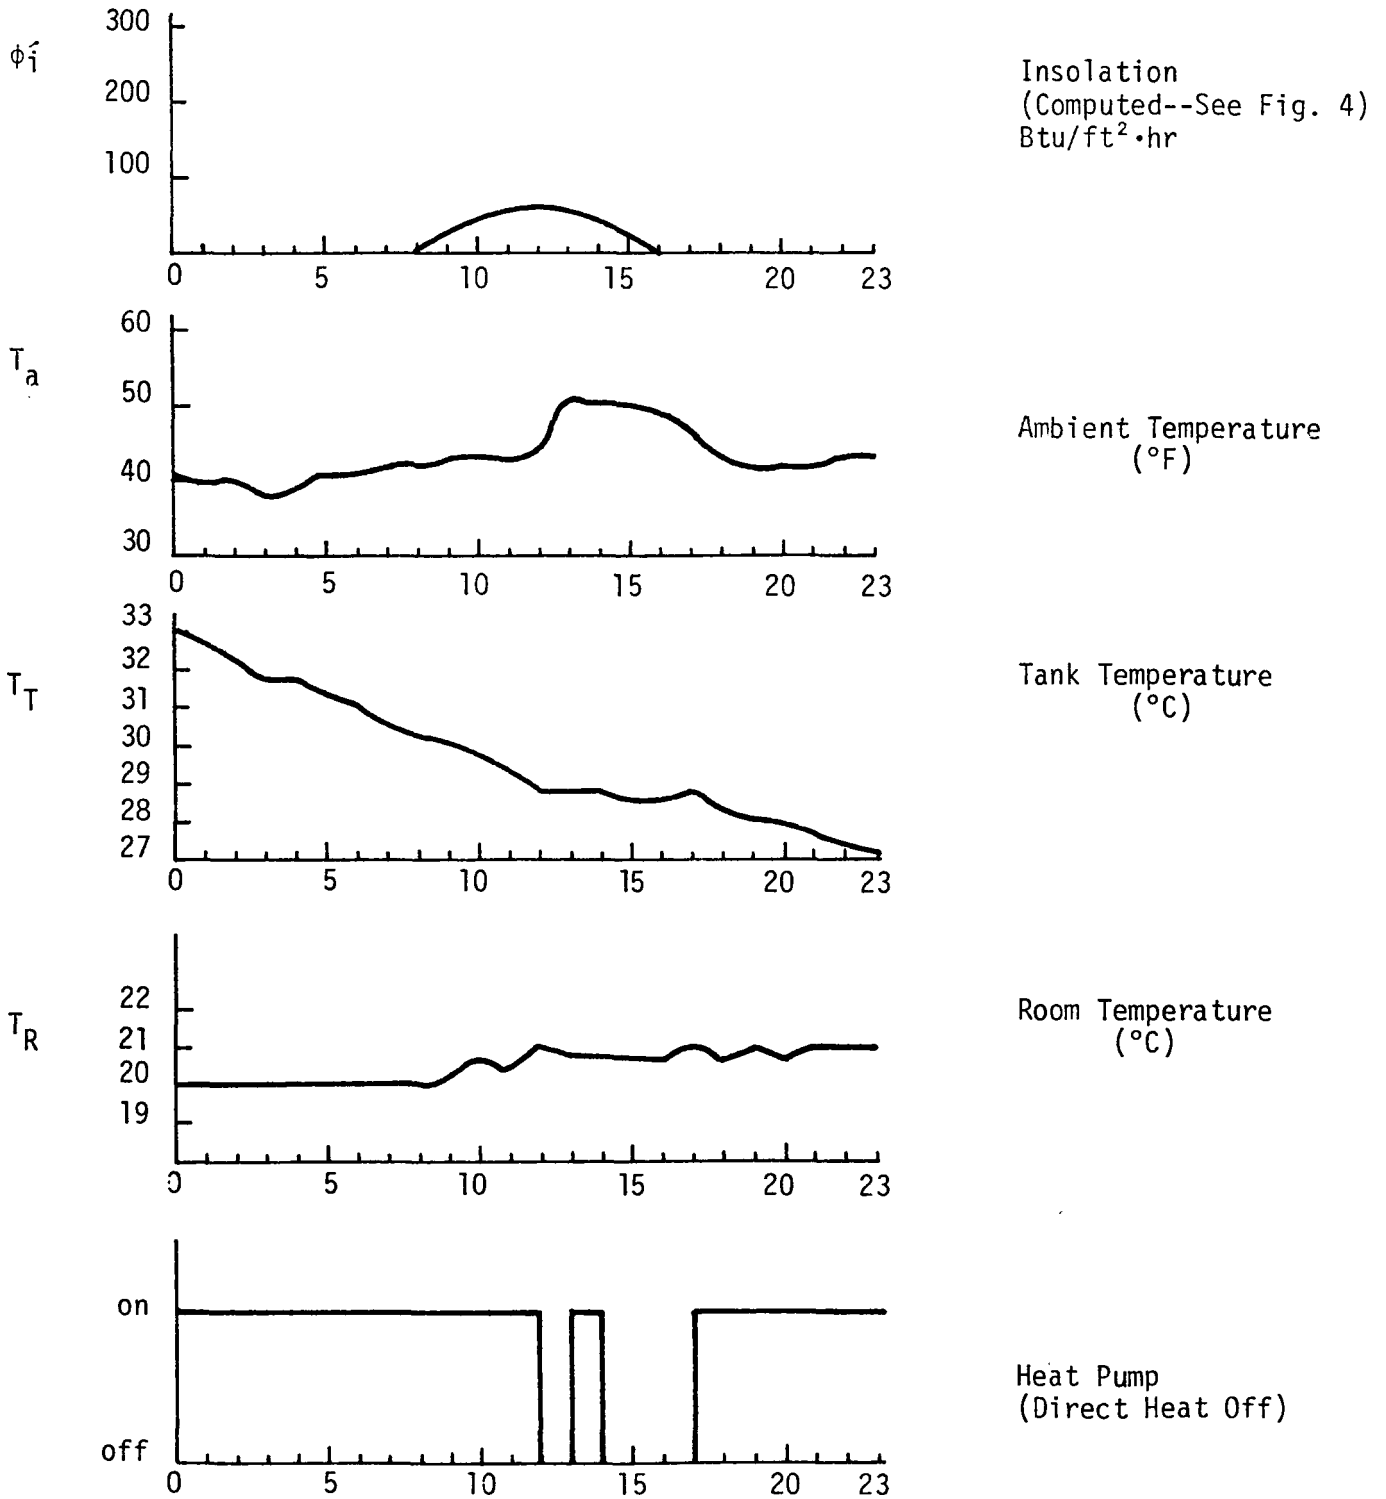 300
200
100
ϕ́i
Insolation
(Computed--See Fig. 4)
Btu/ft²·hr
0 5 10 15 20 23
60
50
40
30
Ta
Ambient Temperature
(°F)
0 5 10 15 20 23
33
32
31
30
29
28
27
TT
Tank Temperature
(°C)
0 5 10 15 20 23
22
21
20
19
TR
Room Temperature
(°C)
0 5 10 15 20 23
on
off
Heat Pump
(Direct Heat Off)
0 5 10 15 20 23